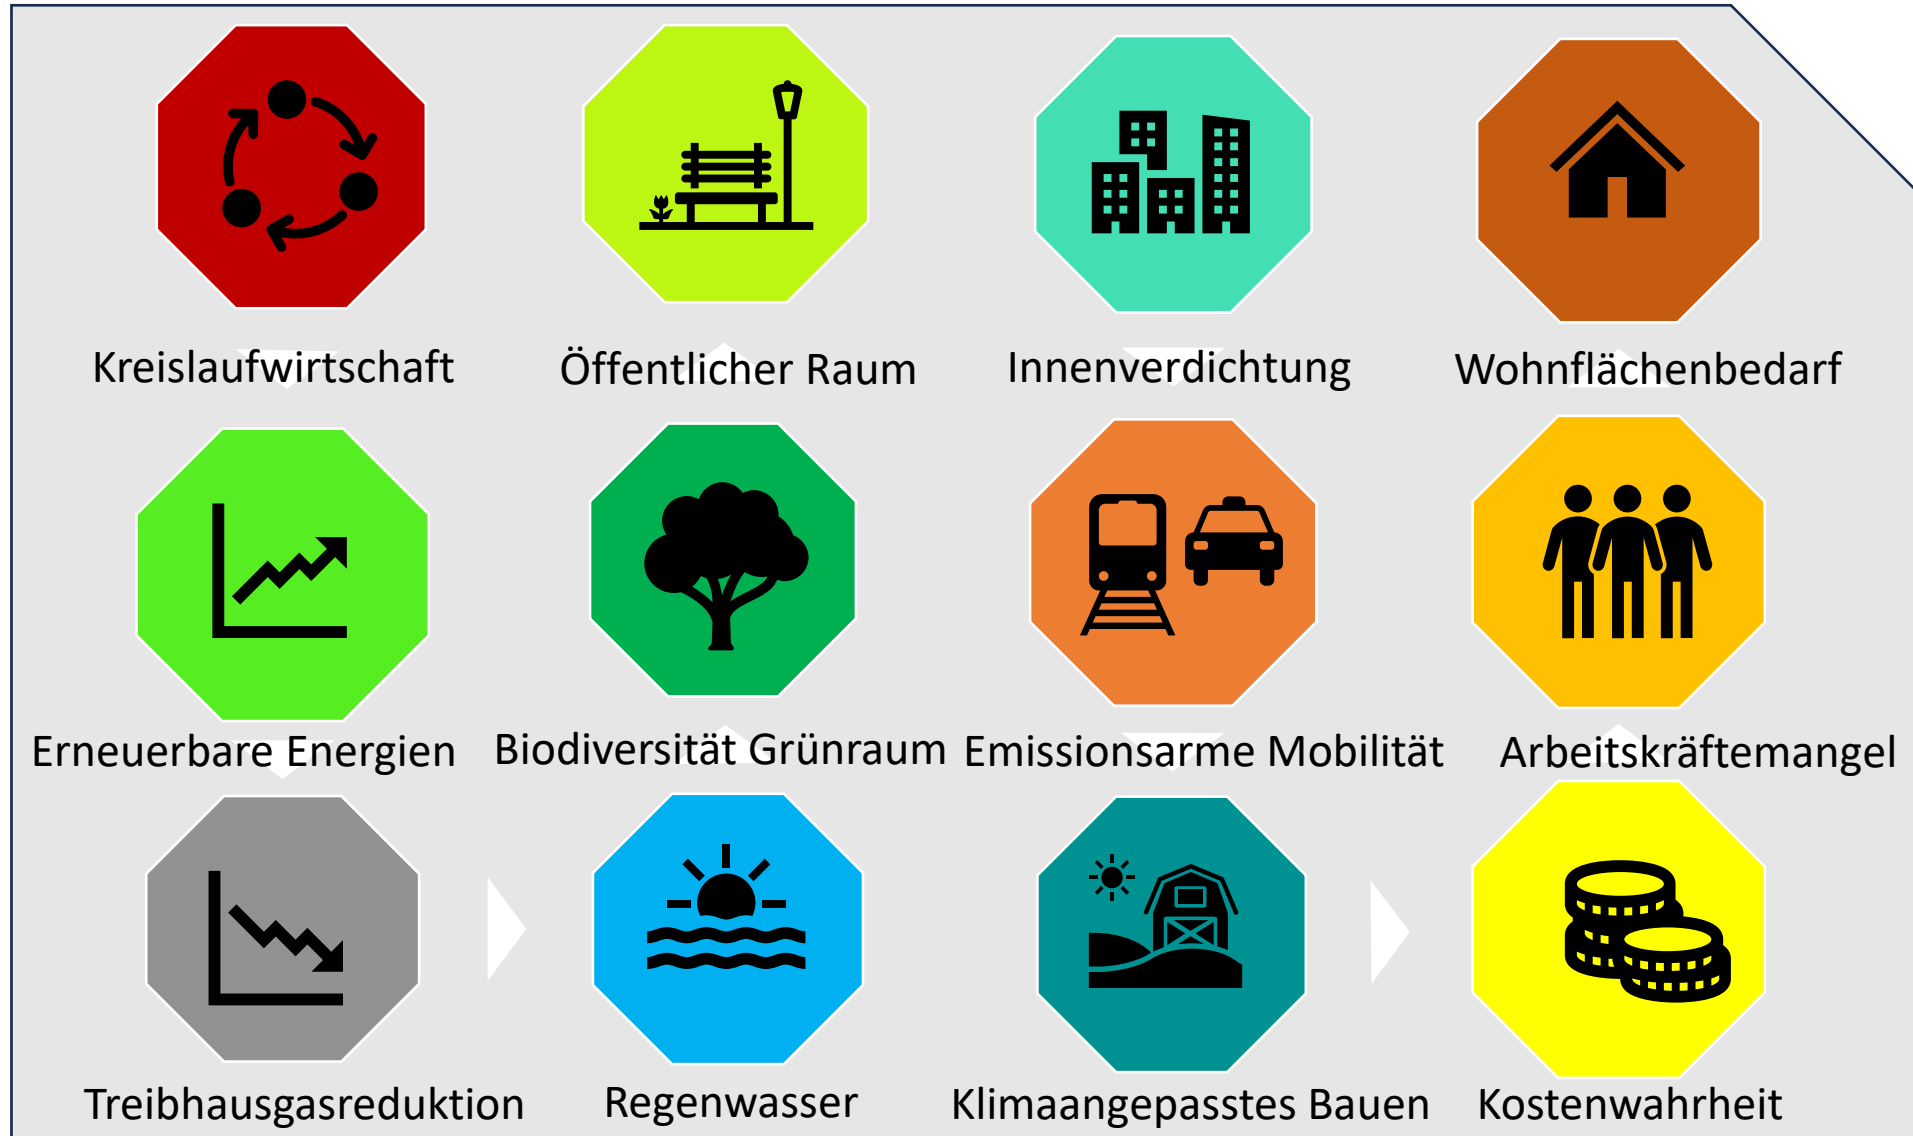 Kreislaufwirtschaft
Öffentlicher Raum
Innenverdichtung
Wohnflächenbedarf
Erneuerbare Energien
Biodiversität Grünraum
Emissionsarme Mobilität
Arbeitskräftemangel
Treibhausgasreduktion
Regenwasser
Klimaangepasstes Bauen
Kostenwahrheit